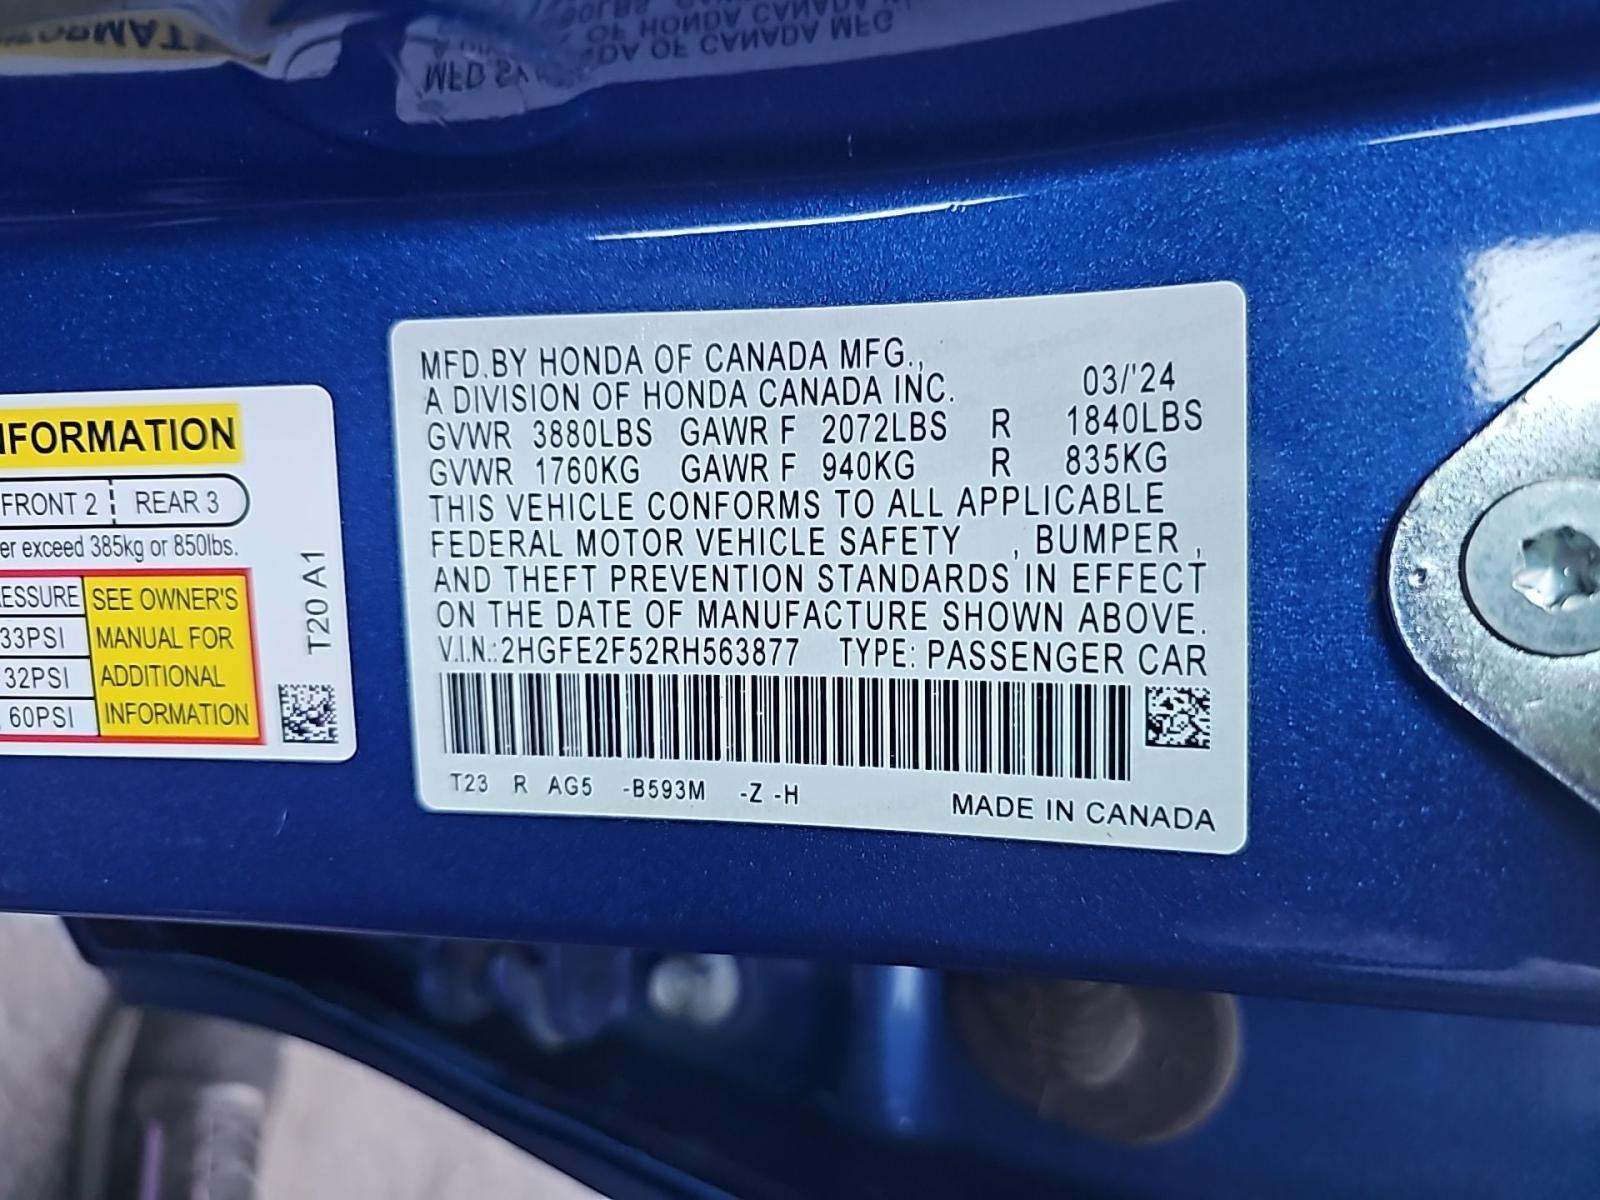 MFD.BY HONDA OF CANADA MFG.,
A DIVISION OF HONDA CANADA INC. 03/'24
GVWR 3880LBS GAWR F 2072LBS R 1840LBS
GVWR 1760KG GAWR F 940KG R 835KG
THIS VEHICLE CONFORMS TO ALL APPLICABLE
FEDERAL MOTOR VEHICLE SAFETY , BUMPER ,
AND THEFT PREVENTION STANDARDS IN EFFECT
ON THE DATE OF MANUFACTURE SHOWN ABOVE.
V.I.N.:2HGFE2F52RH563877 TYPE: PASSENGER CAR
T23 R AG5 -B593M -Z -H
MADE IN CANADA
NFORMATION
FRONT 2 REAR 3
er exceed 385kg or 850lbs.
ESSURE
33PSI
32PSI
60PSI
SEE OWNER'S
MANUAL FOR
ADDITIONAL
INFORMATION
T20 A1